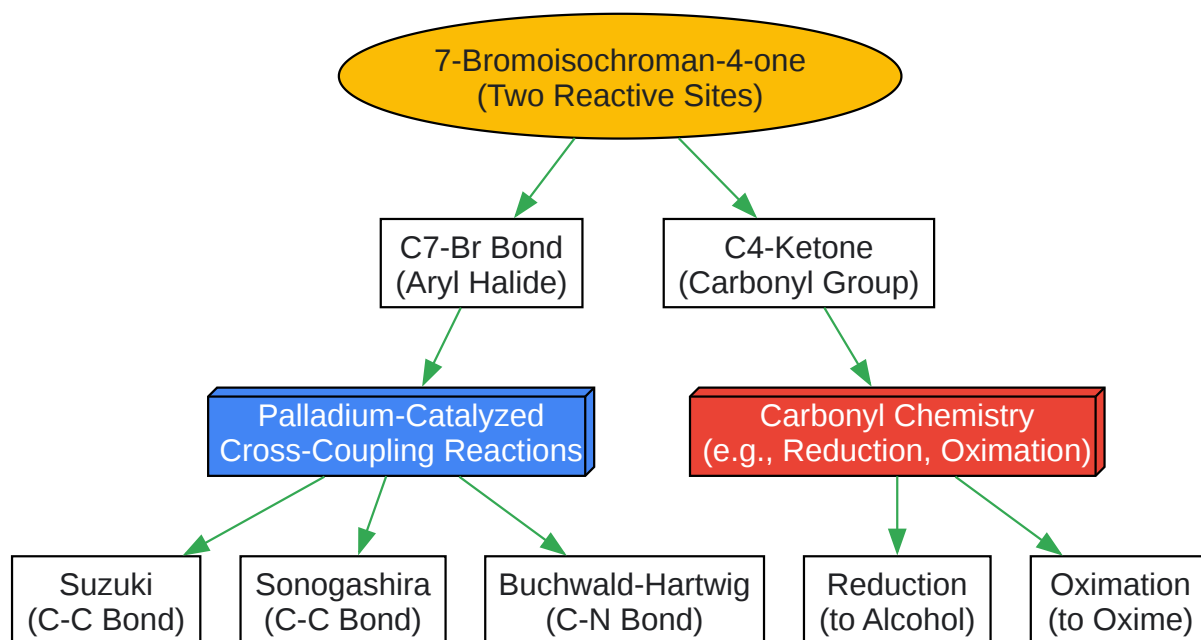 7-Bromoisochroman-4-one
(Two Reactive Sites)
C7-Br Bond
(Aryl Halide)
C4-Ketone
(Carbonyl Group)
Palladium-Catalyzed
Cross-Coupling Reactions
Carbonyl Chemistry
(e.g., Reduction, Oximation)
Suzuki
(C-C Bond)
Sonogashira
(C-C Bond)
Buchwald-Hartwig
(C-N Bond)
Reduction
(to Alcohol)
Oximation
(to Oxime)